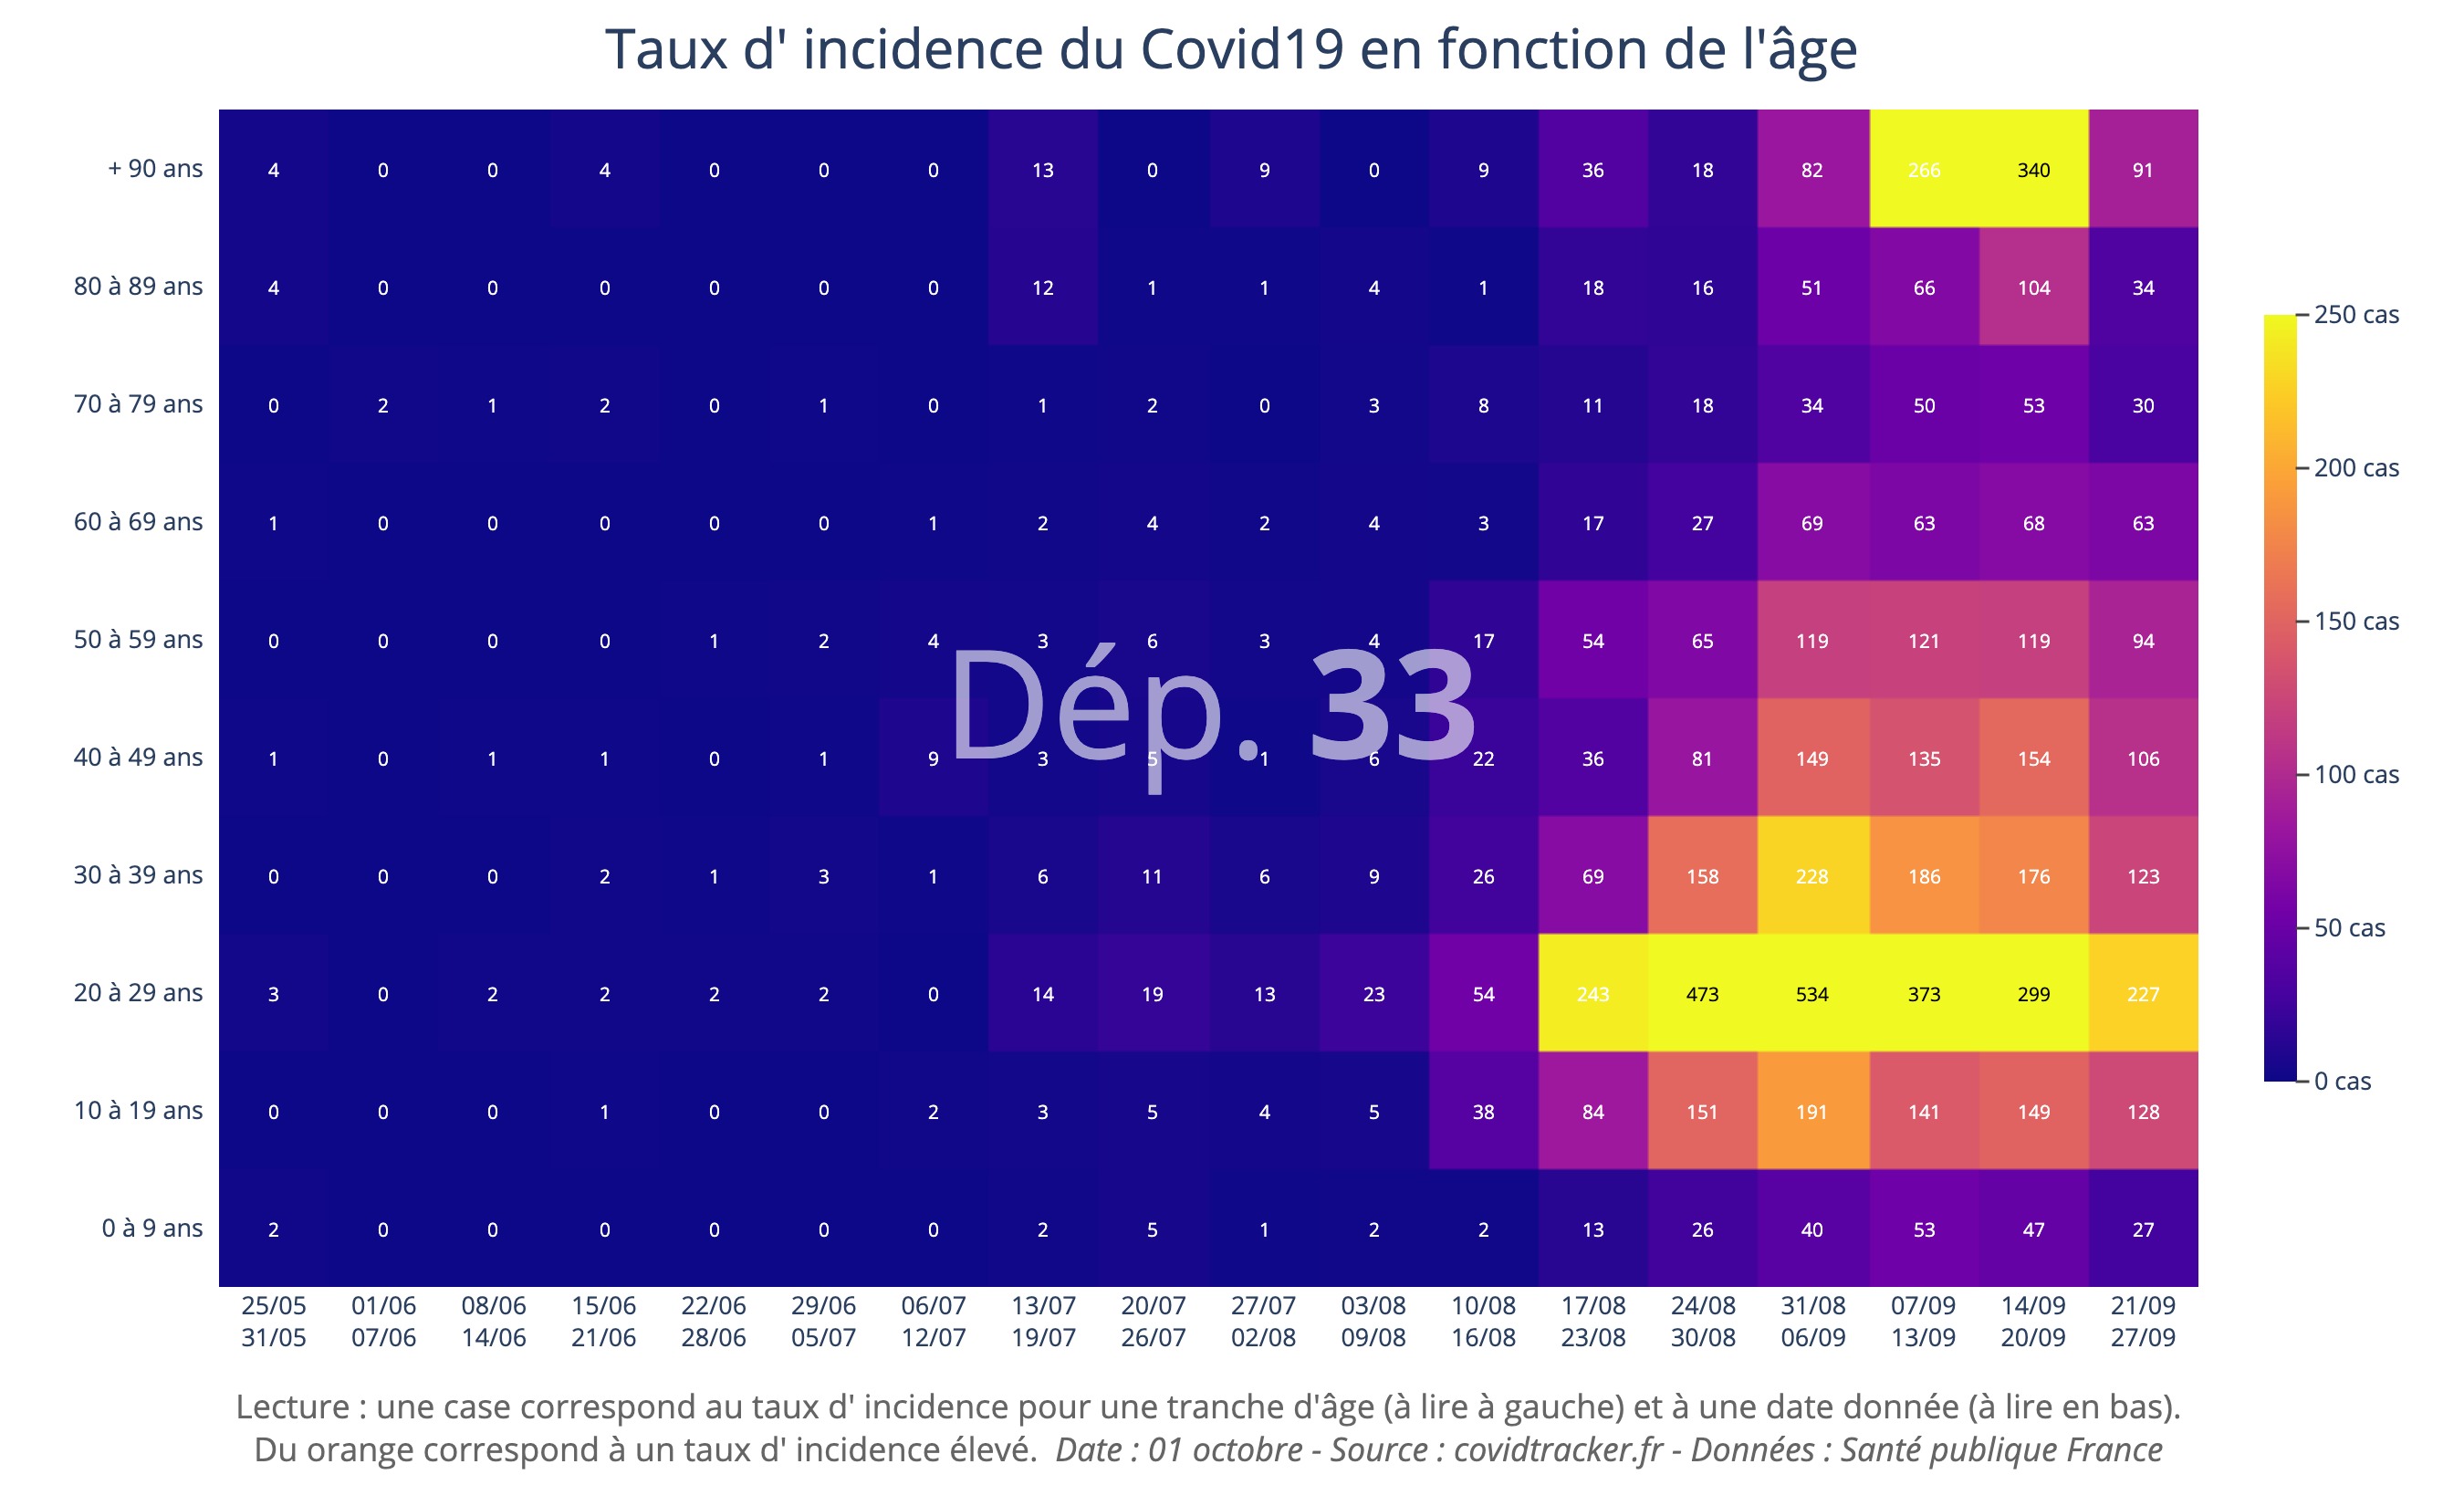 Taux d' incidence du Covid19 en fonction de l'âge
+ 90 ans 4 0 0 4 0 0 0 13 0 9 0 9 36 18 82 266 340 91
80 à 89 ans 4 0 0 0 0 0 0 12 1 1 4 1 18 16 51 66 104 34
70 à 79 ans 0 2 1 2 0 1 0 1 2 0 3 8 11 18 34 50 53 30
60 à 69 ans 1 0 0 0 0 0 1 2 4 2 4 3 17 27 69 63 68 63
50 à 59 ans 0 0 0 0 1 2 4 3 6 3 4 17 54 65 119 121 119 94
Dép. 33
40 à 49 ans 1 0 1 1 0 1 9 3 5 1 6 22 36 81 149 135 154 106
30 à 39 ans 0 0 0 2 1 3 1 6 11 6 9 26 69 158 228 186 176 123
20 à 29 ans 3 0 2 2 2 2 0 14 19 13 23 54 243 473 534 373 299 227
10 à 19 ans 0 0 0 1 0 0 2 3 5 4 5 38 84 151 191 141 149 128
0 à 9 ans 2 0 0 0 0 0 0 2 5 1 2 2 13 26 40 53 47 27
25/05 01/06 08/06 15/06 22/06 29/06 06/07 13/07 20/07 27/07 03/08 10/08 17/08 24/08 31/08 07/09 14/09 21/09
31/05 07/06 14/06 21/06 28/06 05/07 12/07 19/07 26/07 02/08 09/08 16/08 23/08 30/08 06/09 13/09 20/09 27/09
250 cas
200 cas
150 cas
100 cas
50 cas
0 cas
Lecture : une case correspond au taux d' incidence pour une tranche d'âge (à lire à gauche) et à une date donnée (à lire en bas).
Du orange correspond à un taux d' incidence élevé. Date : 01 octobre - Source : covidtracker.fr - Données : Santé publique France